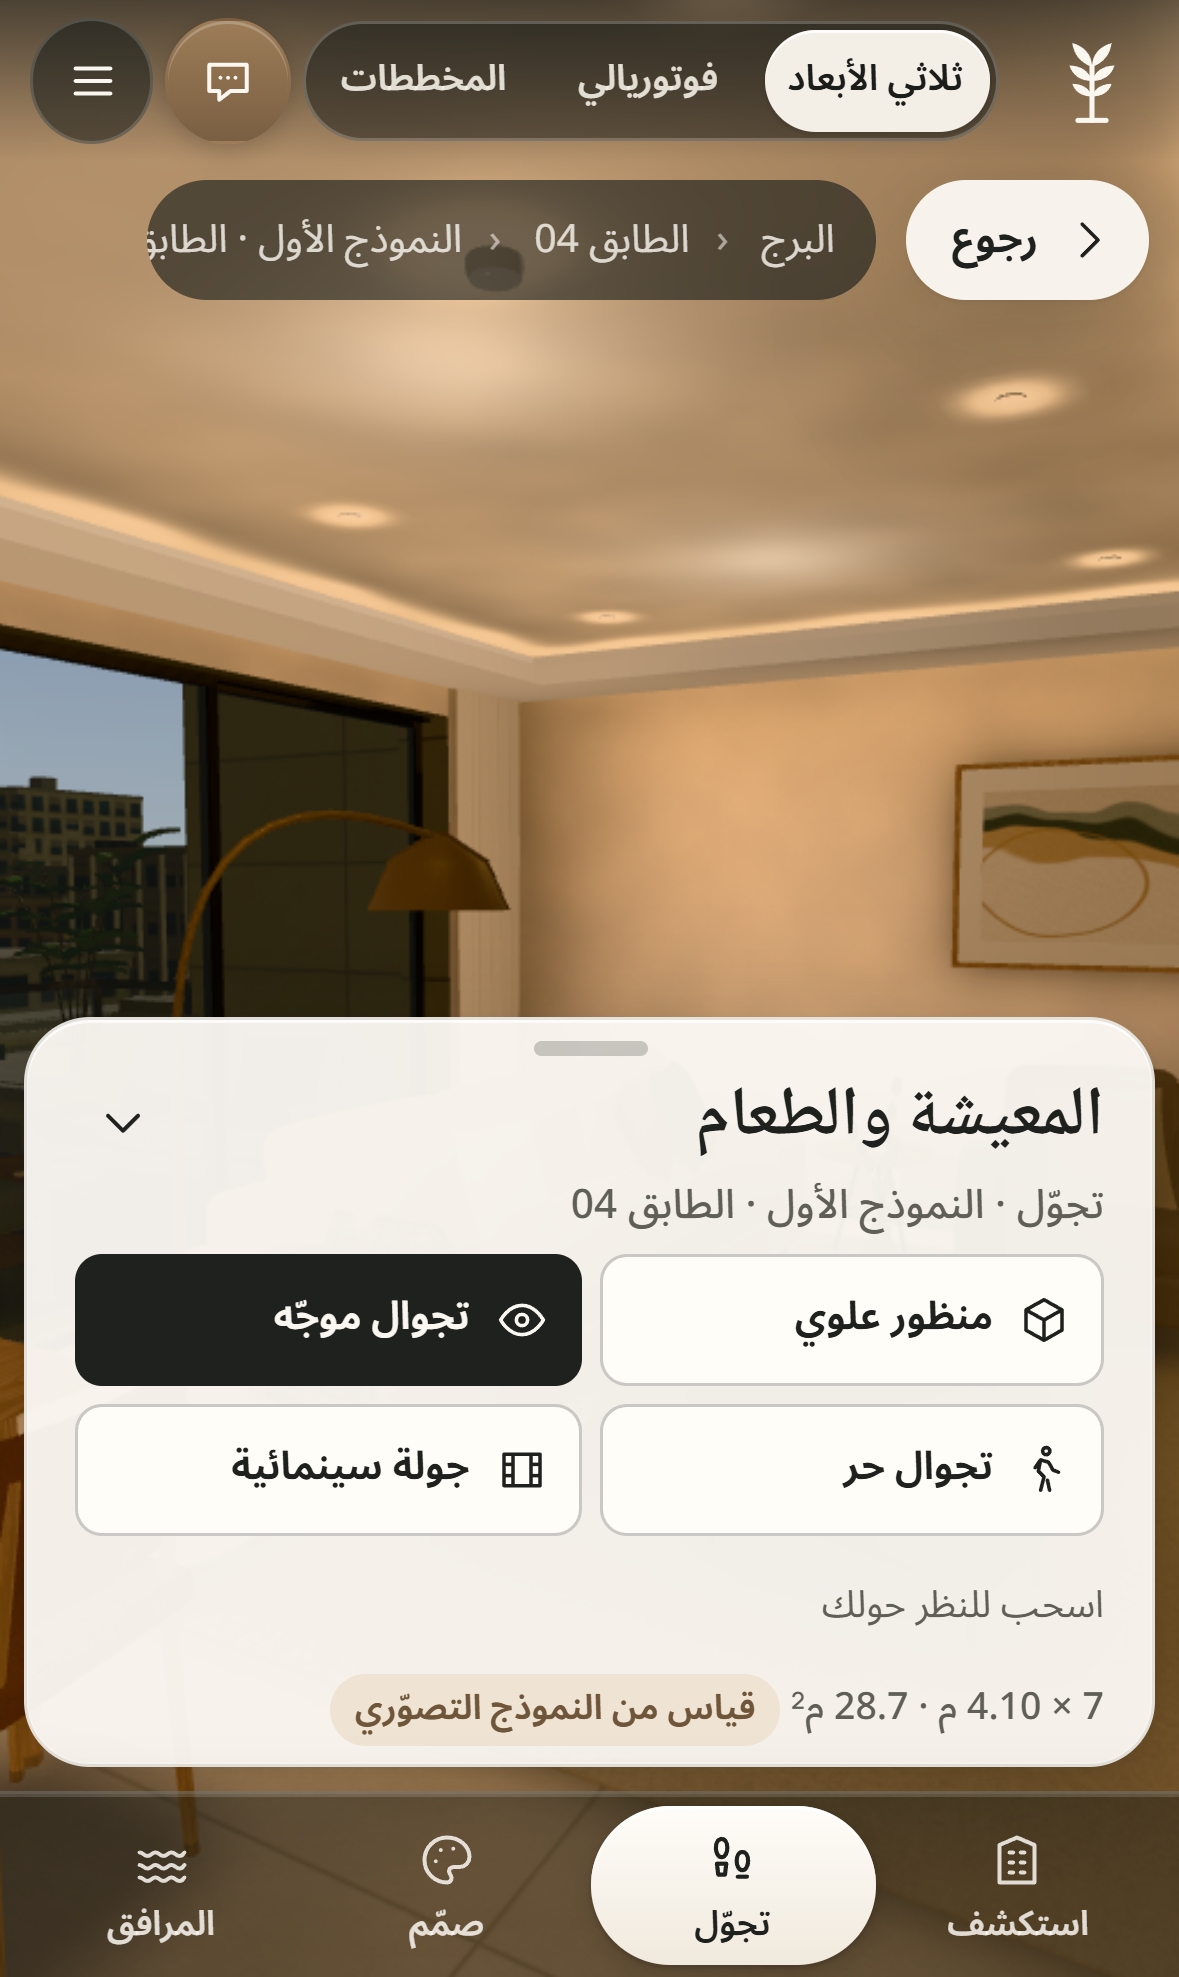 ثلاثي الأبعاد فوتوريالي المخططات
رجوع
البرج › الطابق 04 › النموذج الأول · الطابق
المعيشة والطعام
تجوّل · النموذج الأول · الطابق 04
منظور علوي تجوال موجّه
تجوال حر جولة سينمائية
اسحب للنظر حولك
7 × 4.10 م · 28.7 م² قياس من النموذج التصوّري
استكشف تجوّل صمّم المرافق